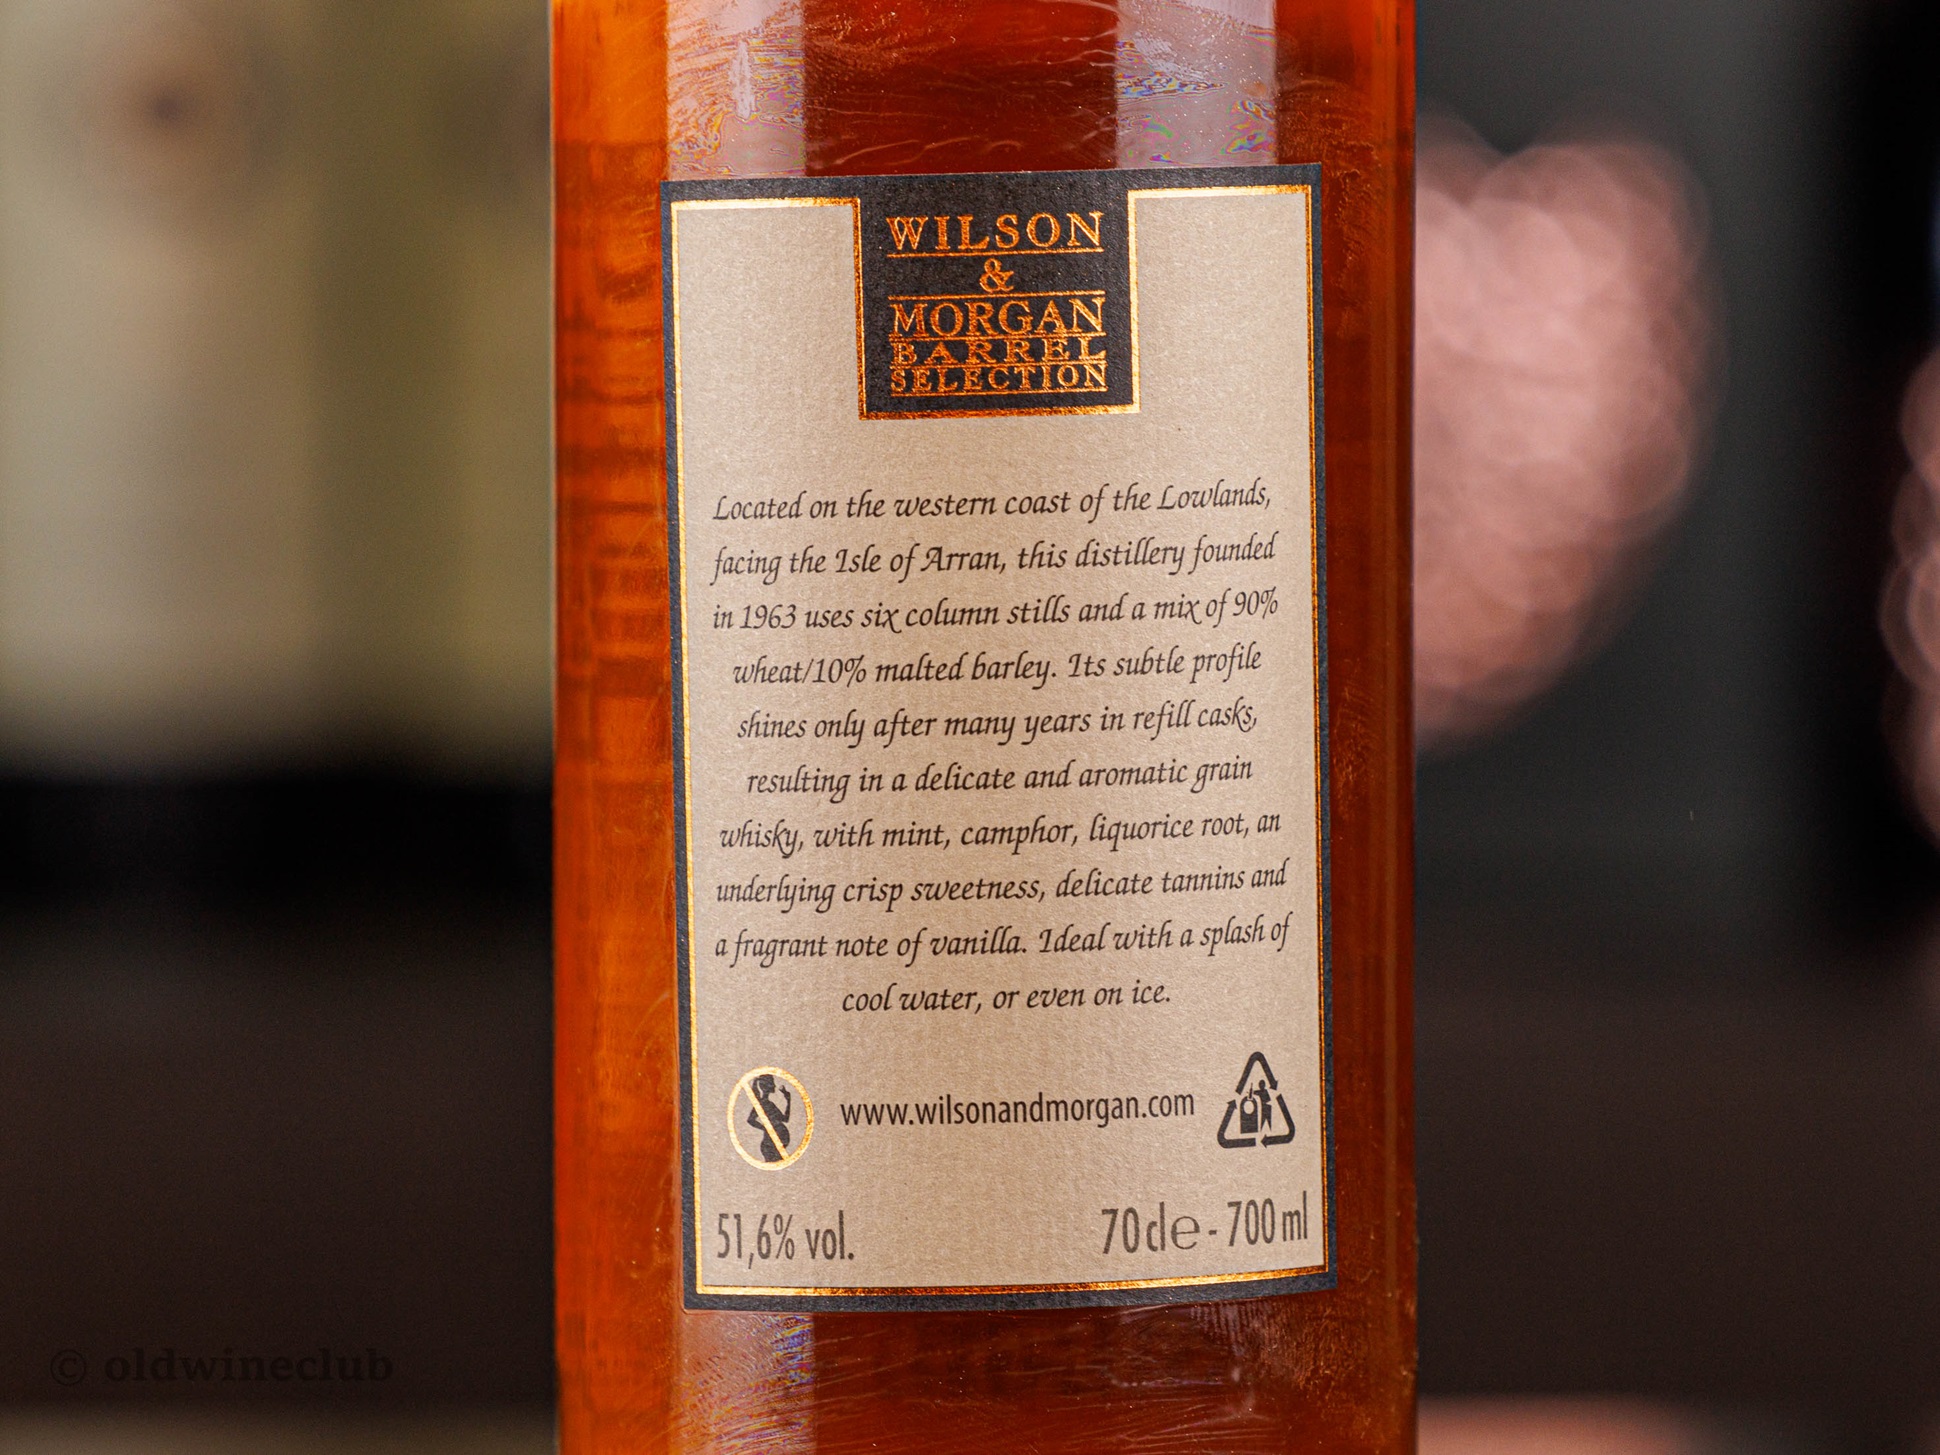 WILSON
&
MORGAN
BARREL
SELECTION
Located on the western coast of the Lowlands,
facing the Isle of Arran, this distillery founded
in 1963 uses six column stills and a mix of 90%
wheat/10% malted barley. Its subtle profile
shines only after many years in refill casks,
resulting in a delicate and aromatic grain
whisky, with mint, camphor, liquorice root, an
underlying crisp sweetness, delicate tannins and
a fragrant note of vanilla. Ideal with a splash of
cool water, or even on ice.
www.wilsonandmorgan.com
51,6% vol. 70cl℮ - 700 ml
© oldwineclub